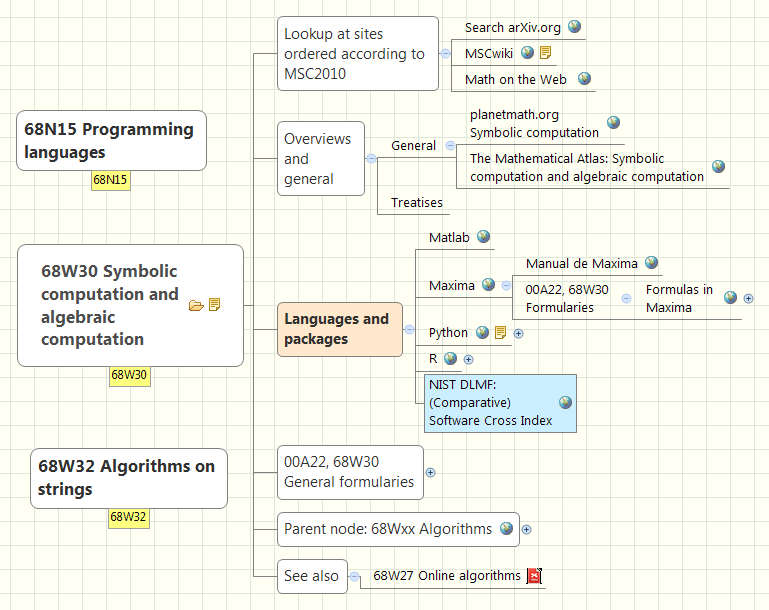 Lookup at sites
ordered according to
MSC2010
Search arXiv.org
MSCwiki
Math on the Web
68N15 Programming
languages
68N15
Overviews
and
general
General
planetmath.org
Symbolic computation
The Mathematical Atlas: Symbolic
computation and algebraic computation
Treatises
68W30 Symbolic
computation and
algebraic
computation
68W30
Languages and
packages
Matlab
Maxima
Manual de Maxima
00A22, 68W30
Formularies
Formulas in
Maxima
Python
R
NIST DLMF:
(Comparative)
Software Cross Index
68W32 Algorithms on
strings
68W32
00A22, 68W30
General formularies
Parent node: 68Wxx Algorithms
See also
68W27 Online algorithms